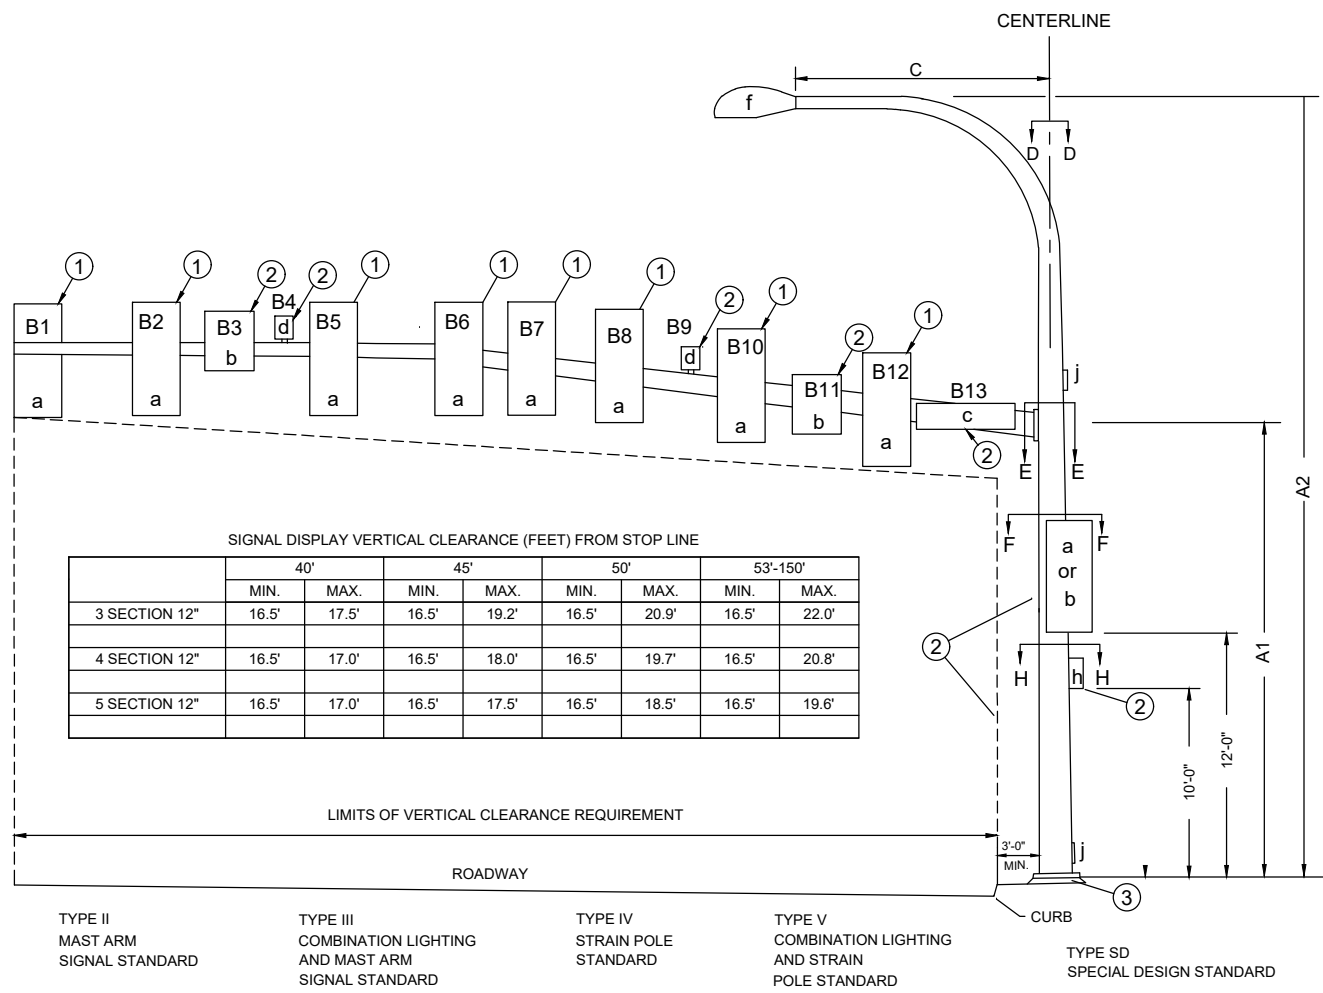 CENTERLINE
C
f
D D
1 1 2 2 1 1 1 1 2 1 2 1
B1 B2 B3 B4 B5 B6 B7 B8 B9 B10 B11 B12 B13
a a b d a a a a d a b a c
j
2
E E
A2
SIGNAL DISPLAY VERTICAL CLEARANCE (FEET) FROM STOP LINE
40' 45' 50' 53'-150'
MIN. MAX. MIN. MAX. MIN. MAX. MIN. MAX.
3 SECTION 12" 16.5' 17.5' 16.5' 19.2' 16.5' 20.9' 16.5' 22.0'
4 SECTION 12" 16.5' 17.0' 16.5' 18.0' 16.5' 19.7' 16.5' 20.8'
5 SECTION 12" 16.5' 17.0' 16.5' 17.5' 16.5' 18.5' 16.5' 19.6'
F F
a
or
b
2
A1
H H
h
2
12'-0"
10'-0"
LIMITS OF VERTICAL CLEARANCE REQUIREMENT
3'-0"
MIN.
j
ROADWAY
3
CURB
TYPE II
MAST ARM
SIGNAL STANDARD
TYPE III
COMBINATION LIGHTING
AND MAST ARM
SIGNAL STANDARD
TYPE IV
STRAIN POLE
STANDARD
TYPE V
COMBINATION LIGHTING
AND STRAIN
POLE STANDARD
TYPE SD
SPECIAL DESIGN STANDARD